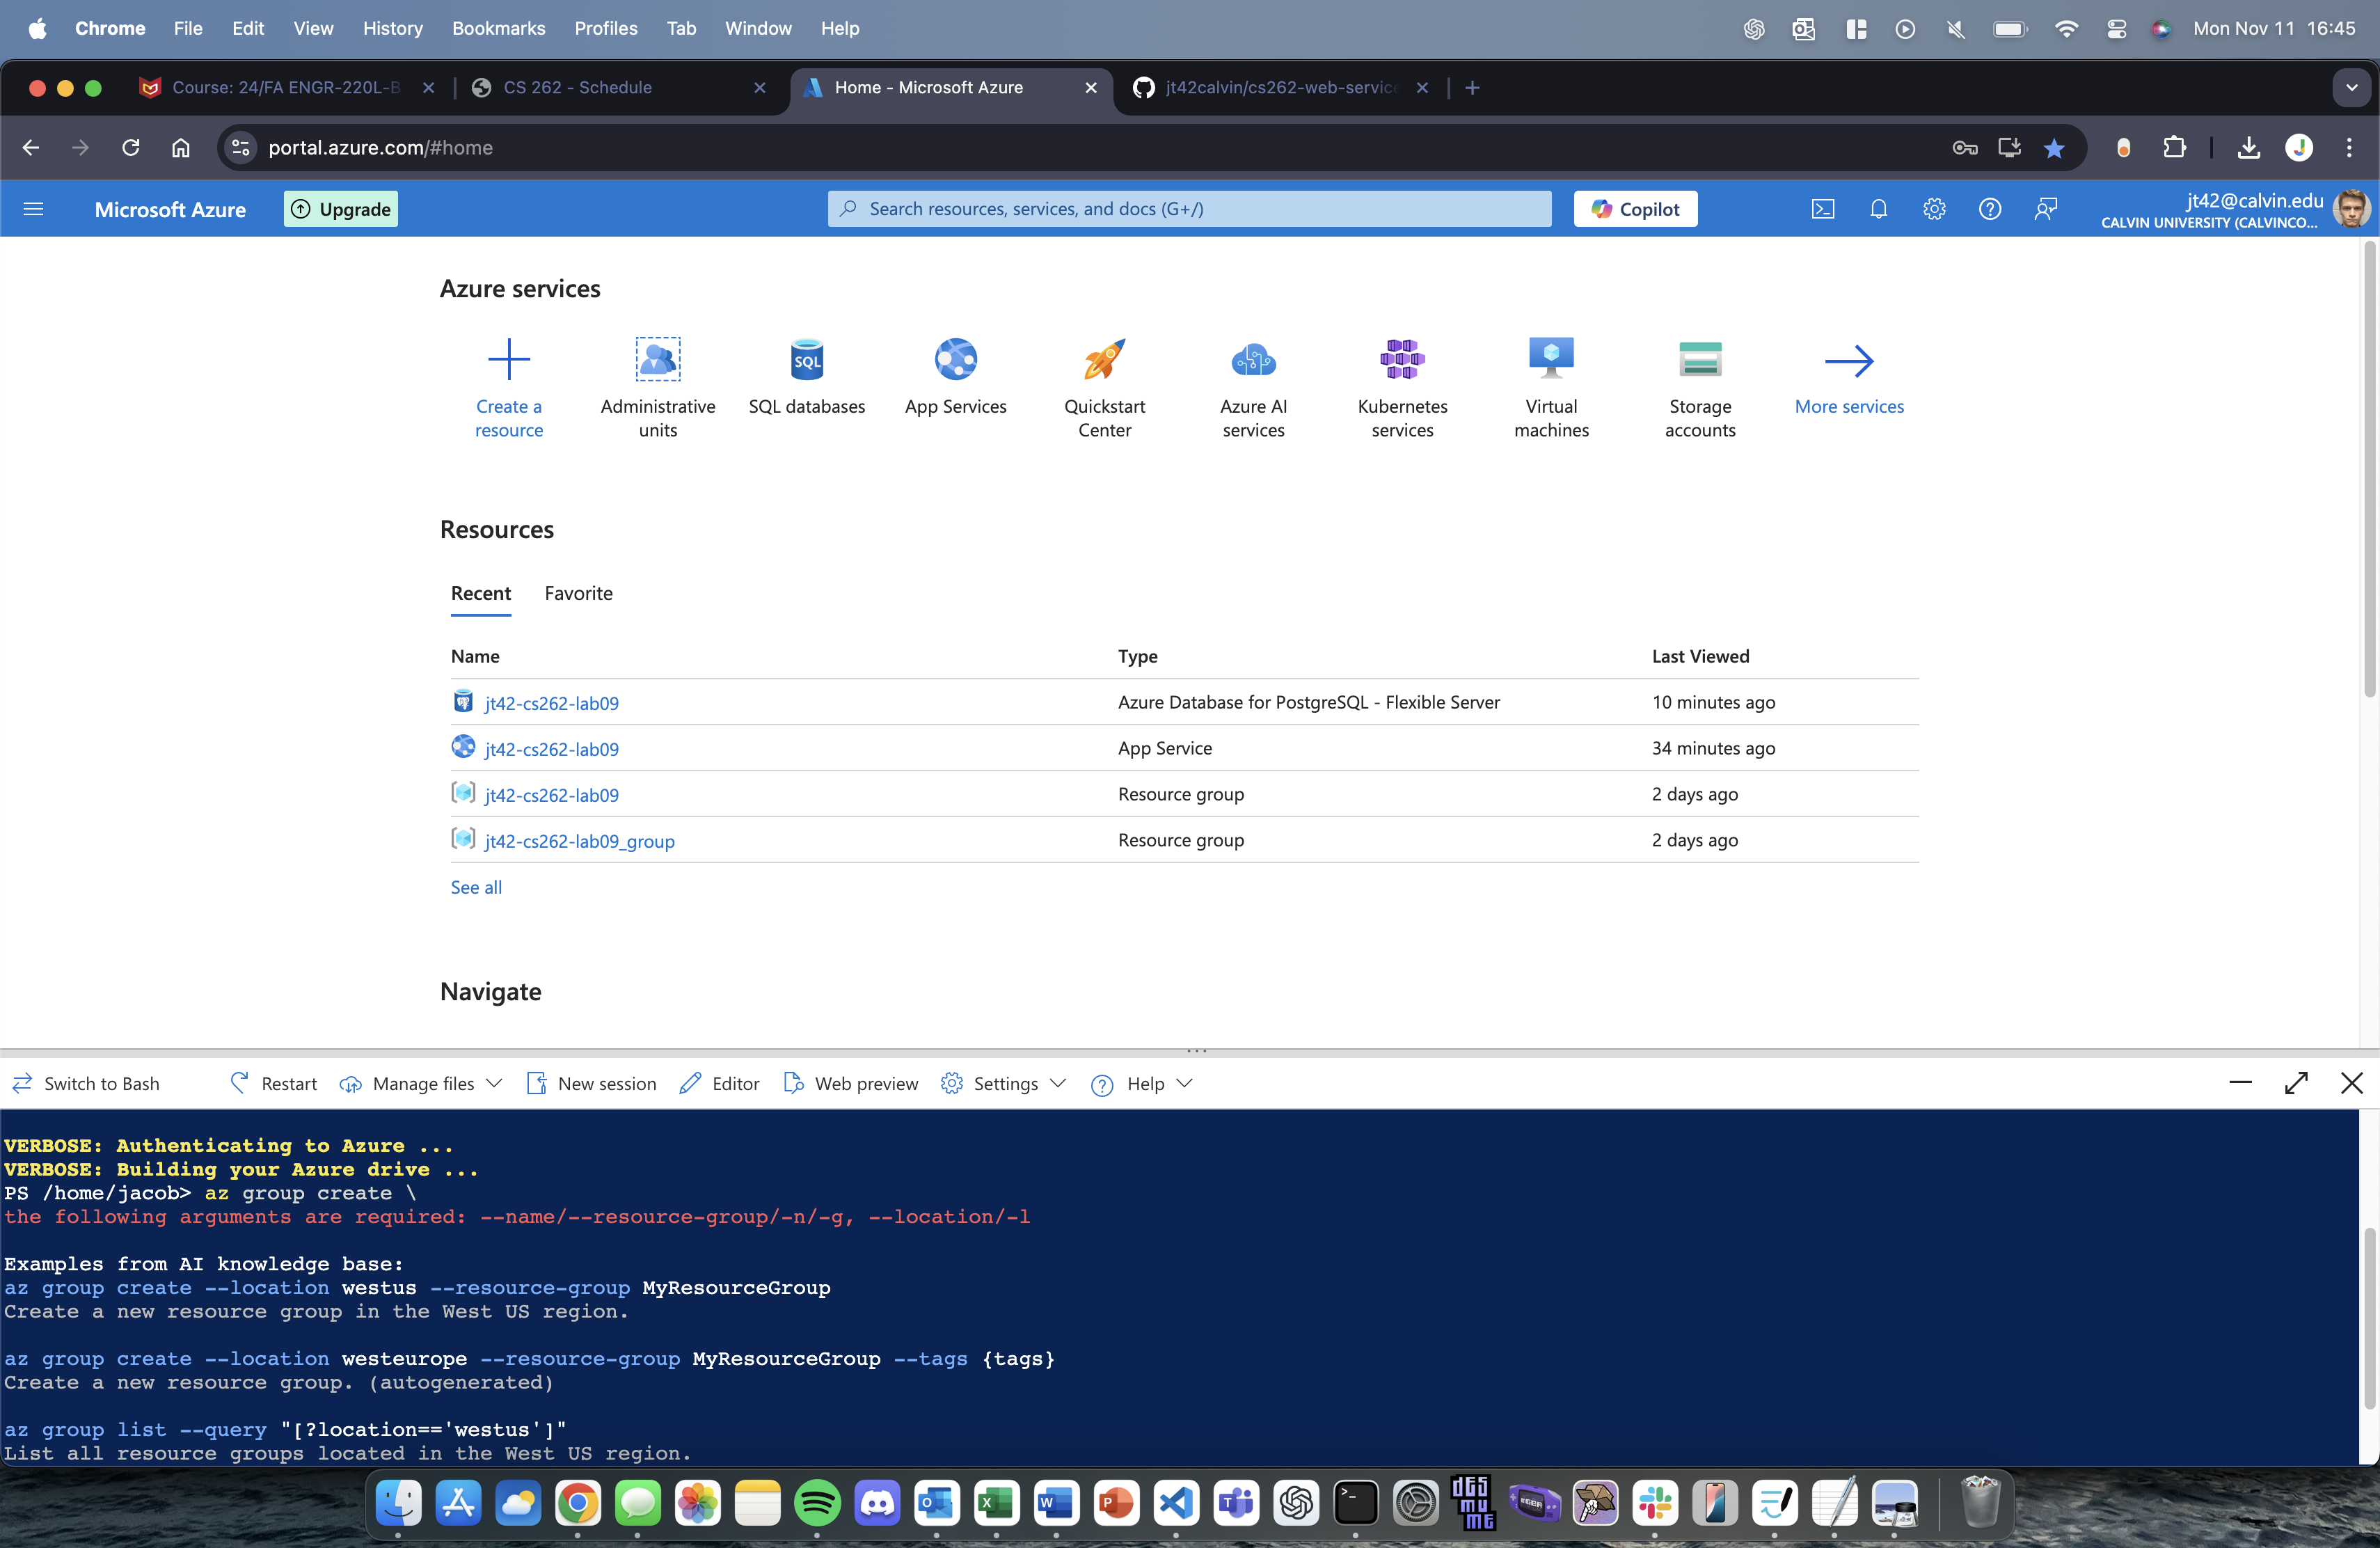 Chrome File Edit View History Bookmarks Profiles Tab Window Help Mon Nov 11 16:45
Course: 24/FA ENGR-220L-B CS 262 - Schedule Home - Microsoft Azure jt42calvin/cs262-web-service
portal.azure.com/#home
Microsoft Azure Upgrade Search resources, services, and docs (G+/) Copilot jt42@calvin.edu
CALVIN UNIVERSITY (CALVINCO...
Azure services
Create a resource
Administrative units
SQL
SQL databases
App Services
Quickstart Center
Azure AI services
Kubernetes services
Virtual machines
Storage accounts
More services
Resources
Recent Favorite
Name Type Last Viewed
jt42-cs262-lab09 Azure Database for PostgreSQL - Flexible Server 10 minutes ago
jt42-cs262-lab09 App Service 34 minutes ago
jt42-cs262-lab09 Resource group 2 days ago
jt42-cs262-lab09_group Resource group 2 days ago
See all
Navigate
Switch to Bash Restart Manage files New session Editor Web preview Settings Help
VERBOSE: Authenticating to Azure ...
VERBOSE: Building your Azure drive ...
PS /home/jacob> az group create \
the following arguments are required: --name/--resource-group/-n/-g, --location/-l
Examples from AI knowledge base:
az group create --location westus --resource-group MyResourceGroup
Create a new resource group in the West US region.
az group create --location westeurope --resource-group MyResourceGroup --tags {tags}
Create a new resource group. (autogenerated)
az group list --query "[?location=='westus']"
List all resource groups located in the West US region.